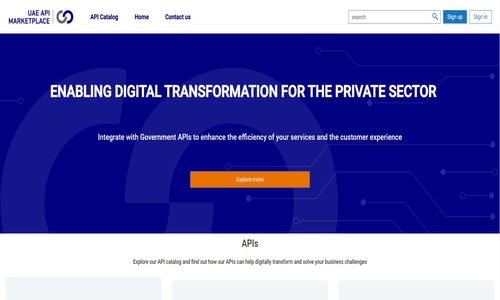 UAE API
MARKETPLACE
API Catalog
Home
Contact us
search
Sign up
Sign in
ENABLING DIGITAL TRANSFORMATION FOR THE PRIVATE SECTOR
Integrate with Government APIs to enhance the efficiency of your services and the customer experience
Explore more
APIs
Explore our API catalog and find out how our APIs can help digitally transform and solve your business challenges